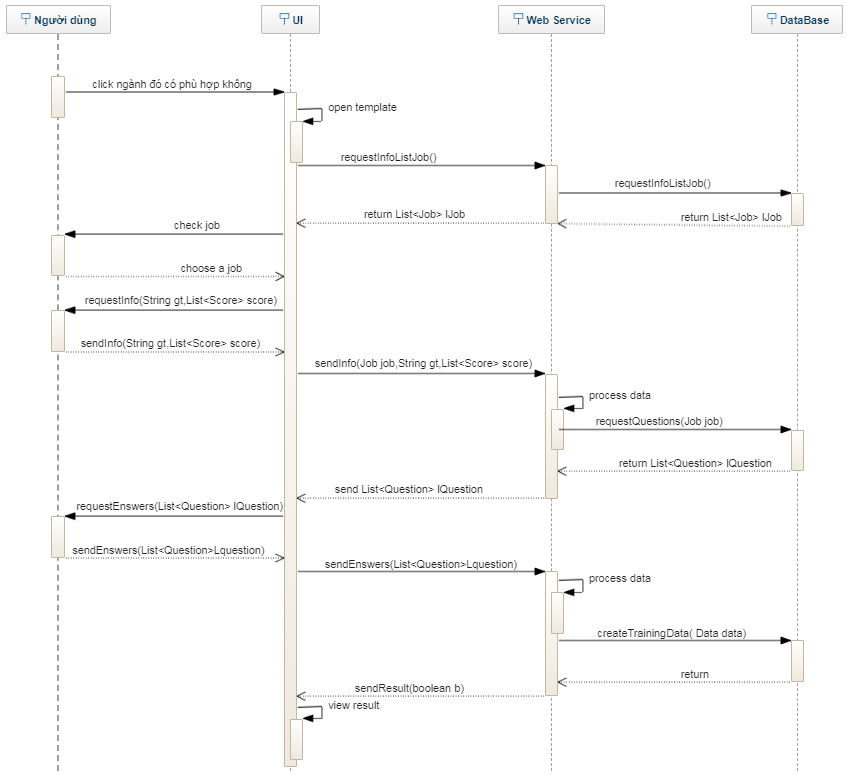 Người dùng
UI
Web Service
DataBase
click ngành đó có phù hợp không
open template
requestInfoListJob()
requestInfoListJob()
return List<Job> lJob
return List<Job> lJob
check job
choose a job
requestInfo(String gt,List<Score> score)
sendInfo(String gt,List<Score> score)
sendInfo(Job job,String gt,List<Score> score)
process data
requestQuestions(Job job)
return List<Question> lQuestion
send List<Question> lQuestion
requestEnswers(List<Question> lQuestion)
sendEnswers(List<Question>Lquestion)
sendEnswers(List<Question>Lquestion)
process data
createTrainingData( Data data)
return
sendResult(boolean b)
view result